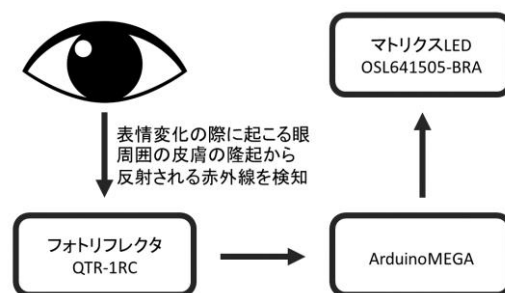 マトリクスLED
OSL641505-BRA
表情変化の際に起こる眼
周囲の皮膚の隆起から
反射される赤外線を検知
フォトリフレクタ
QTR-1RC
ArduinoMEGA